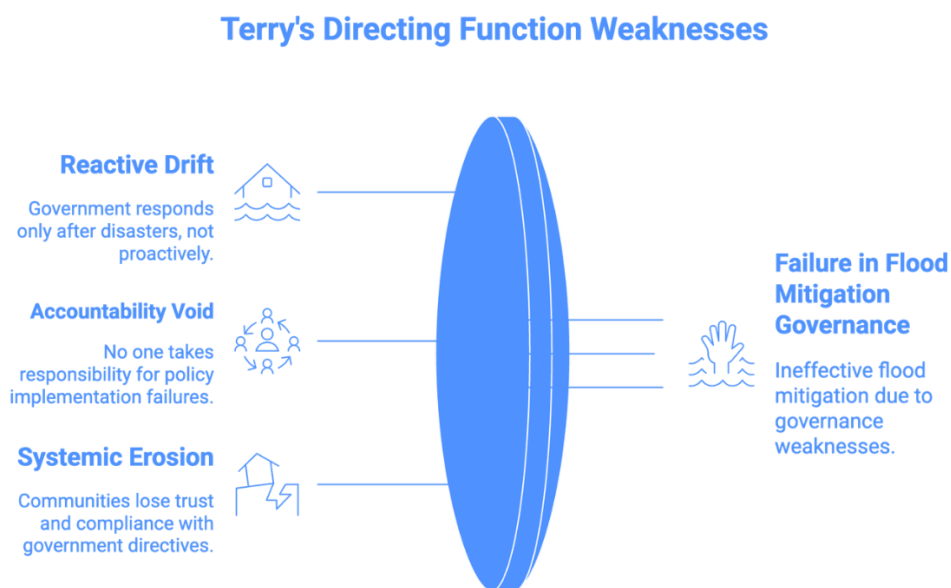 Terry's Directing Function Weaknesses
Reactive Drift
Government responds
only after disasters, not
proactively.
Accountability Void
No one takes
responsibility for policy
implementation failures.
Systemic Erosion
Communities lose trust
and compliance with
government directives.
Failure in Flood
Mitigation
Governance
Ineffective flood
mitigation due to
governance
weaknesses.